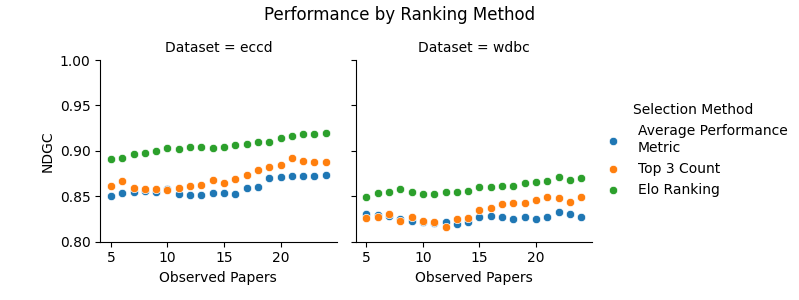 Performance by Ranking Method
Dataset = eccd
Dataset = wdbc
1.00
0.95
0.90
0.85
0.80
NDGC
5
10
15
20
Observed Papers
5
10
15
20
Observed Papers
Selection Method
Average Performance
Metric
Top 3 Count
Elo Ranking